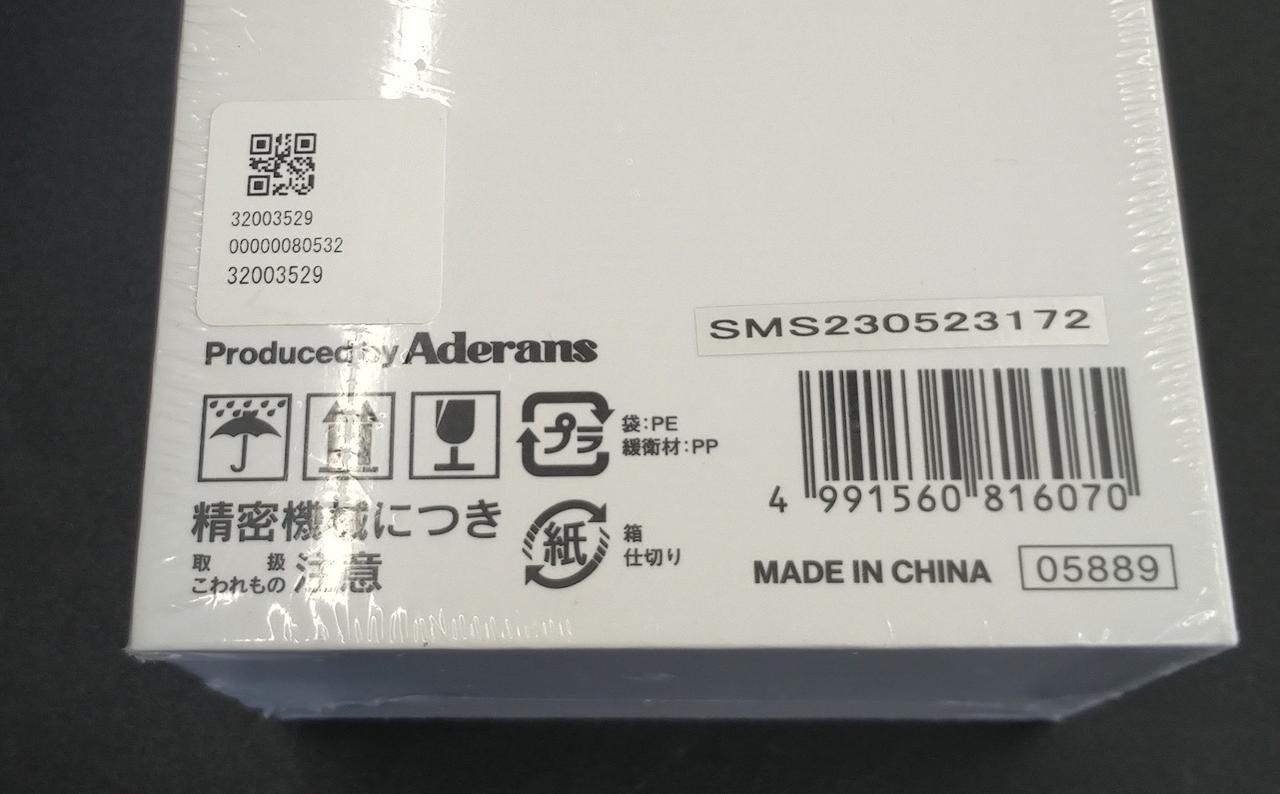 32003529
00000080532
32003529
SMS230523172
Produced by Aderans
プラ
袋:PE
緩衝材:PP
4 991560 816070
精密機械につき
取扱
こわれもの
注意
紙
箱
仕切り
MADE IN CHINA
05889